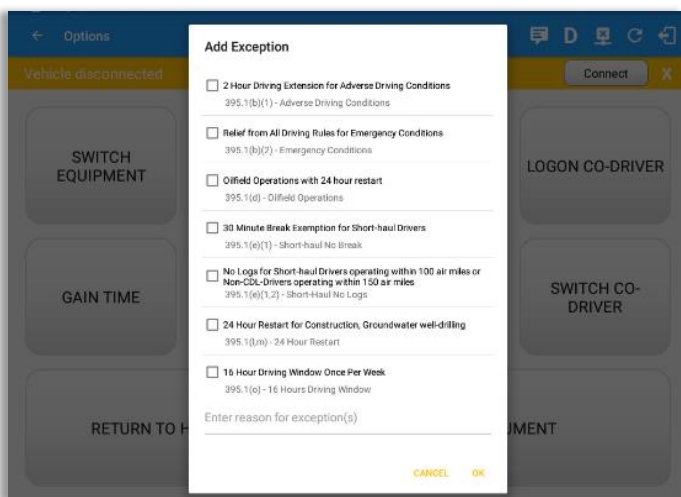 Options
D
Vehicle disconnected
Connect
X
Add Exception
2 Hour Driving Extension for Adverse Driving Conditions
395.1(b)(1) - Adverse Driving Conditions
Relief from All Driving Rules for Emergency Conditions
395.1(b)(2) - Emergency Conditions
Oilfield Operations with 24 hour restart
395.1(d) - Oilfield Operations
30 Minute Break Exemption for Short-haul Drivers
395.1(e)(1) - Short-haul No Break
No Logs for Short-haul Drivers operating within 100 air miles or
Non-CDL-Drivers operating within 150 air miles
395.1(e)(1,2) - Short-Haul No Logs
24 Hour Restart for Construction, Groundwater well-drilling
395.1(l,m) - 24 Hour Restart
16 Hour Driving Window Once Per Week
395.1(o) - 16 Hours Driving Window
Enter reason for exception(s)
CANCEL
OK
SWITCH
EQUIPMENT
LOGON CO-DRIVER
GAIN TIME
SWITCH CO-
DRIVER
RETURN TO H
UMENT